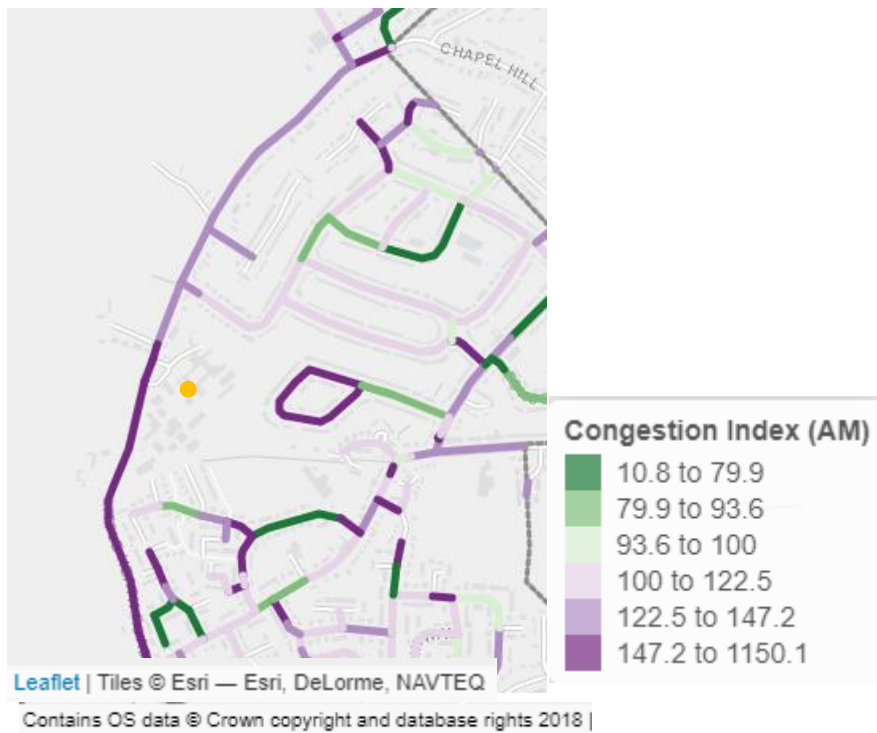 CHAPEL HILL
Congestion Index (AM)
10.8 to 79.9
79.9 to 93.6
93.6 to 100
100 to 122.5
122.5 to 147.2
147.2 to 1150.1
Leaflet | Tiles © Esri — Esri, DeLorme, NAVTEQ
Contains OS data © Crown copyright and database rights 2018 |